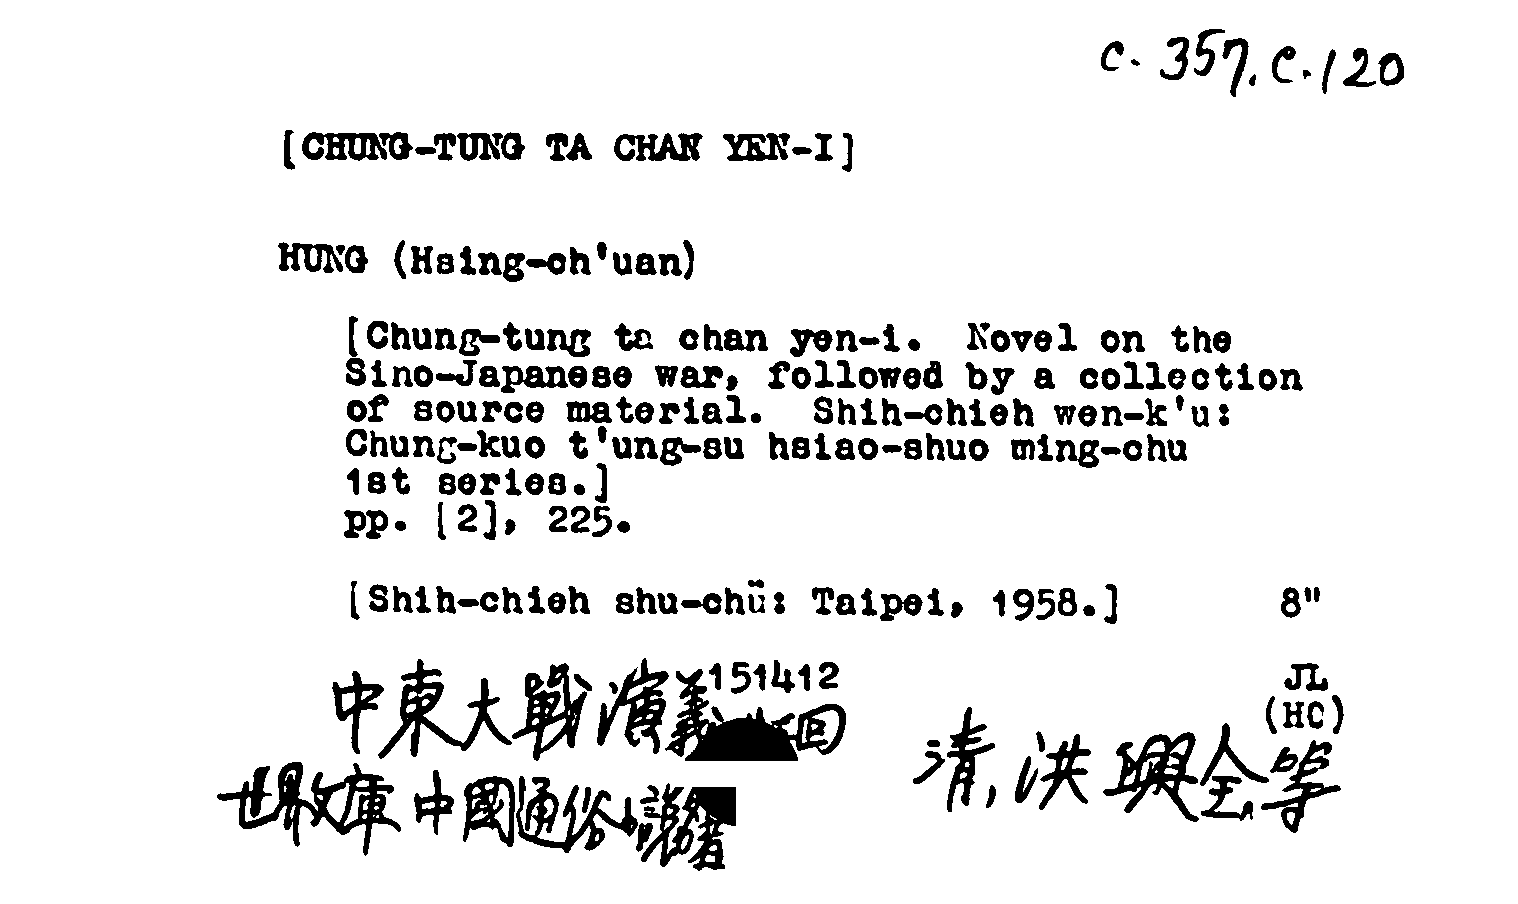 c.357.c.120
[CHUNG-TUNG TA CHAN YEN-I]
HUNG (Hsing-ch'uan)
[Chung-tung ta chan yen-i. Novel on the
Sino-Japanese war, followed by a collection
of source material. Shih-chieh wen-k'u:
Chung-kuo t'ung-su hsiao-shuo ming-chu
1st series.]
pp. [2], 225.
[Shih-chieh shu-chü: Taipei, 1958.] 8"
151412
JL
(HC)
中東大戰演義 回
清, 洪興全等
世界文庫 中國通俗小說名著